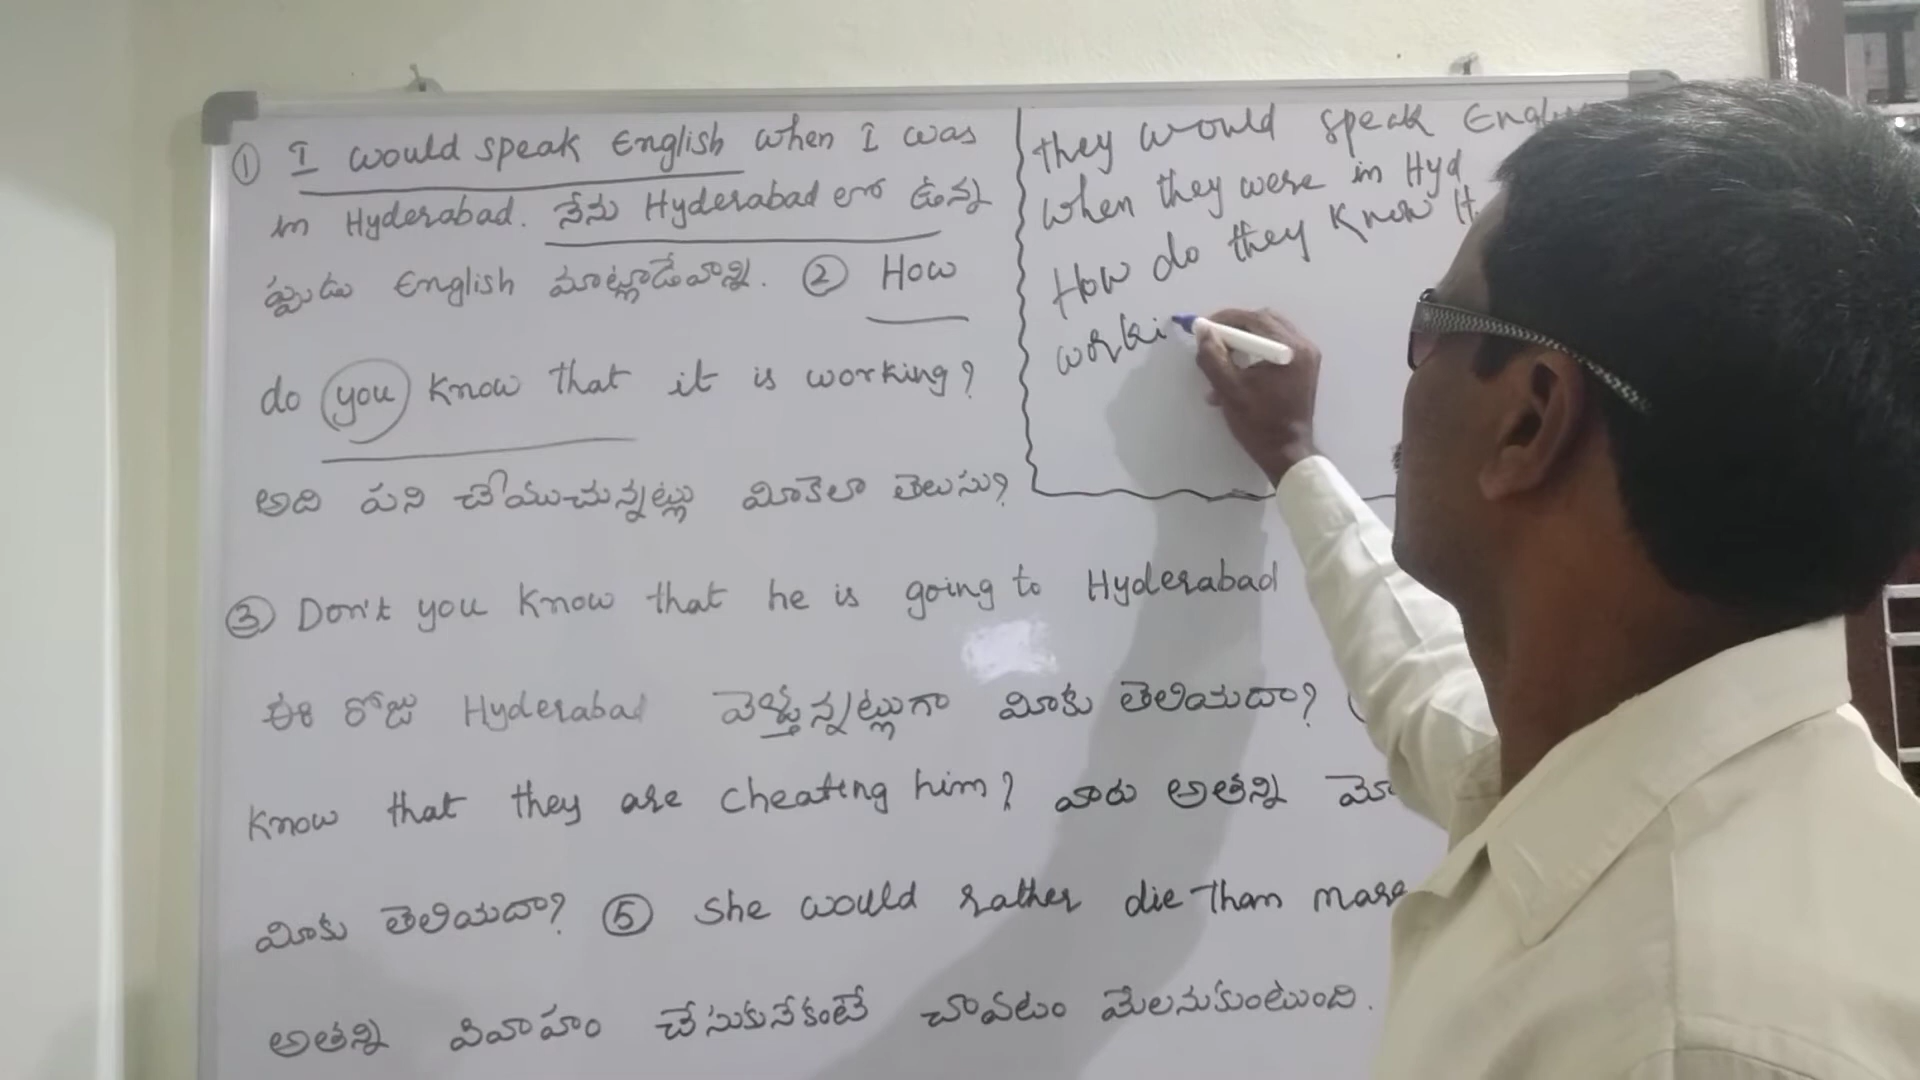 ① I would speak English when I was
in Hyderabad. నేను Hyderabad లో ఉన్న
ప్పుడు English మాట్లాడేవాన్ని. ② How
do you know that it is working?
అది పని చేయుచున్నట్లు మీకెలా తెలుసు?
they would speak
when they were in Hyd
How do they know it
worki
③ Don't you know that he is going to Hyderabad
ఈ రోజు Hyderabad వెళ్తున్నట్లుగా మీకు తెలియదా?
know that they are cheating him? వారు అతన్ని
మీకు తెలియదా? ⑤ She would rather die than
అతన్ని వివాహం చేసుకునేకంటే చావటం మేలనుకుంటుంది.